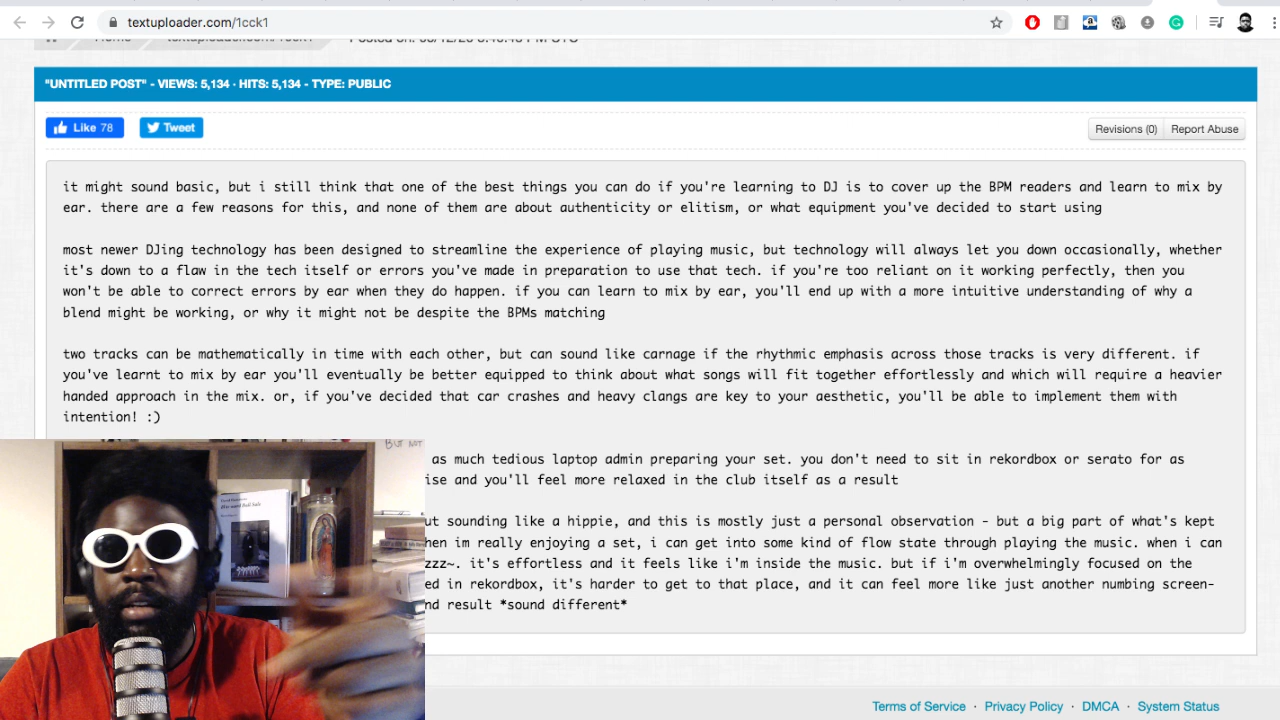 textuploader.com/1cck1
"UNTITLED POST" - VIEWS: 5,134 · HITS: 5,134 - TYPE: PUBLIC
Like 78
Tweet
Revisions (0)
Report Abuse
it might sound basic, but i still think that one of the best things you can do if you're learning to DJ is to cover up the BPM readers and learn to mix by
ear. there are a few reasons for this, and none of them are about authenticity or elitism, or what equipment you've decided to start using
most newer DJing technology has been designed to streamline the experience of playing music, but technology will always let you down occasionally, whether
it's down to a flaw in the tech itself or errors you've made in preparation to use that tech. if you're too reliant on it working perfectly, then you
won't be able to correct errors by ear when they do happen. if you can learn to mix by ear, you'll end up with a more intuitive understanding of why a
blend might be working, or why it might not be despite the BPMs matching
two tracks can be mathematically in time with each other, but can sound like carnage if the rhythmic emphasis across those tracks is very different. if
you've learnt to mix by ear you'll eventually be better equipped to think about what songs will fit together effortlessly and which will require a heavier
handed approach in the mix. or, if you've decided that car crashes and heavy clangs are key to your aesthetic, you'll be able to implement them with
intention! :)
BUT NOT
as much tedious laptop admin preparing your set. you don't need to sit in rekordbox or serato for as
ise and you'll feel more relaxed in the club itself as a result
ut sounding like a hippie, and this is mostly just a personal observation - but a big part of what's kept
hen im really enjoying a set, i can get into some kind of flow state through playing the music. when i can
zzz~. it's effortless and it feels like i'm inside the music. but if i'm overwhelmingly focused on the
ed in rekordbox, it's harder to get to that place, and it can feel more like just another numbing screen-
nd result *sound different*
Terms of Service · Privacy Policy · DMCA · System Status